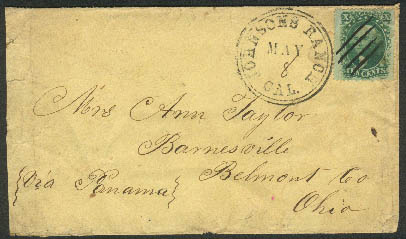 JOHNSONS RANCH
MAY
8
CAL.
X X
TEN CENTS
Mrs Ann Taylor
Barnesville
{Via Panama}
Belmont Co
Ohio